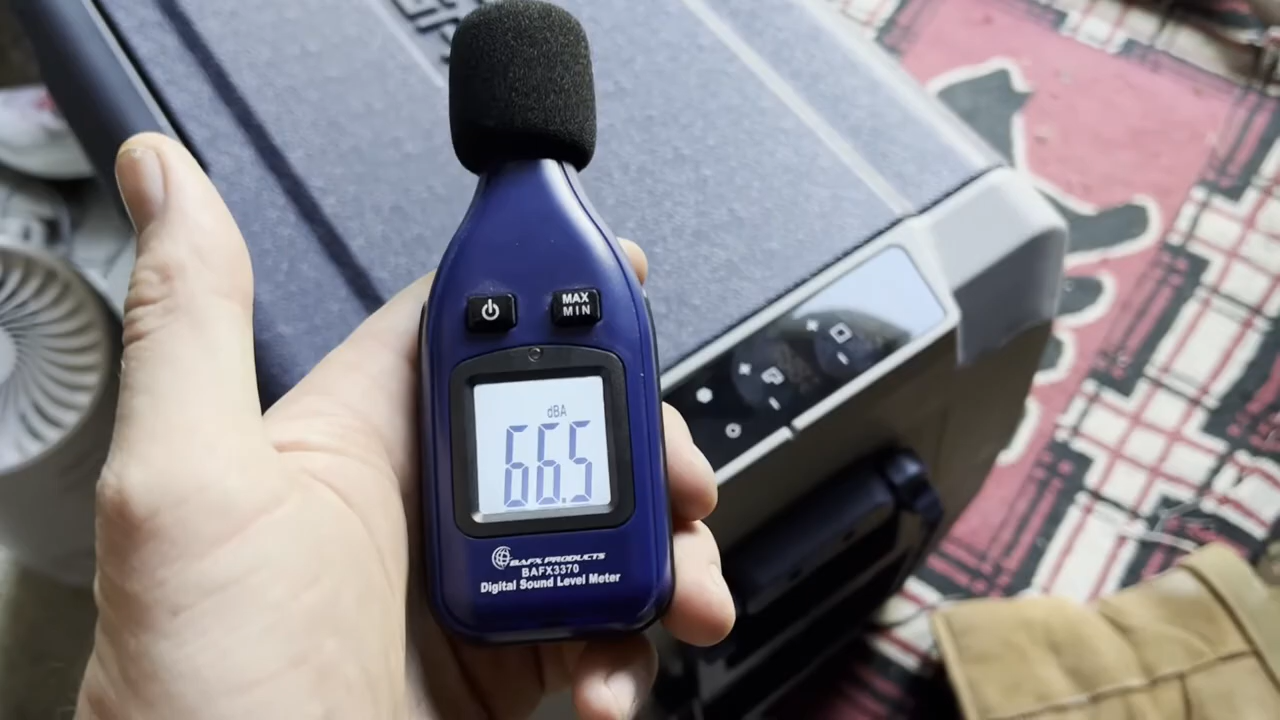 MAX
MIN
dBA
66.5
BAFX PRODUCTS
BAFX3370
Digital Sound Level Meter